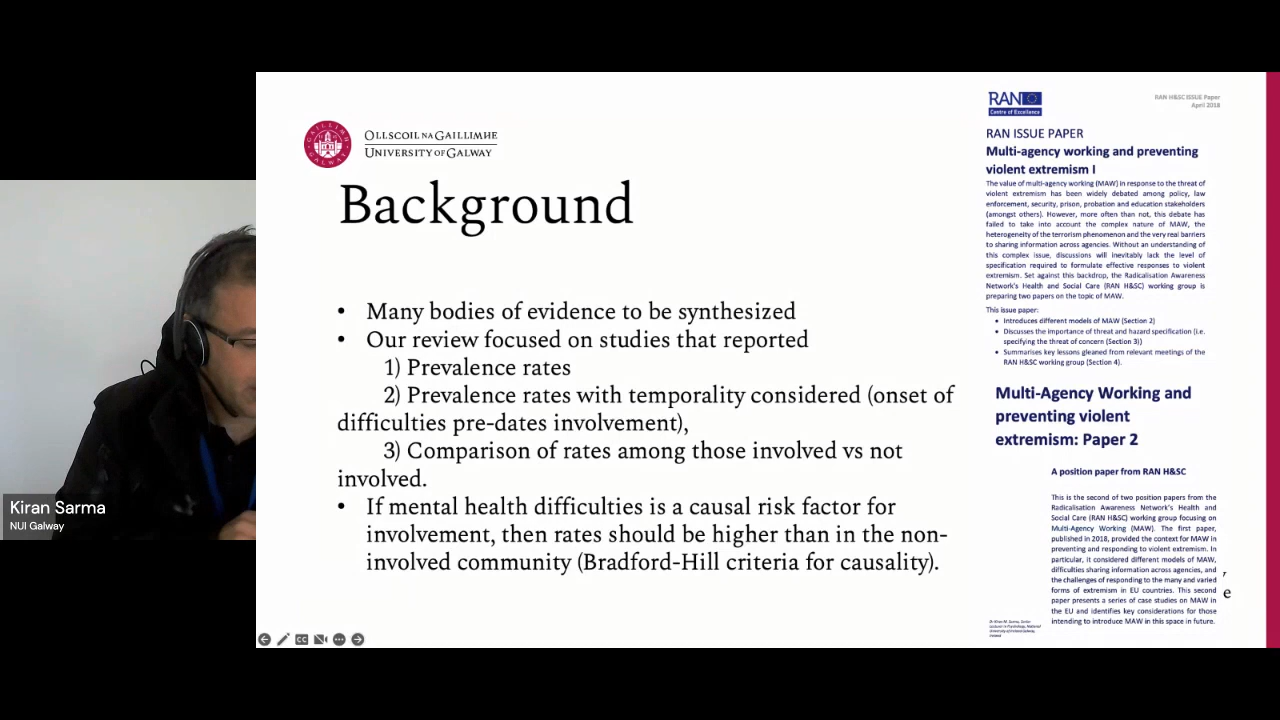 OLLSCOIL NA GAILLIMHE
UNIVERSITY OF GALWAY
Background
• Many bodies of evidence to be synthesized
• Our review focused on studies that reported
1) Prevalence rates
2) Prevalence rates with temporality considered (onset of
difficulties pre-dates involvement),
3) Comparison of rates among those involved vs not
involved.
• If mental health difficulties is a causal risk factor for
involvement, then rates should be higher than in the non-
involved community (Bradford-Hill criteria for causality).
RAN
Centre of Excellence
RAN H&SC ISSUE Paper
April 2018
RAN ISSUE PAPER
Multi-agency working and preventing
violent extremism I
The value of multi-agency working (MAW) in response to the threat of
violent extremism has been widely debated among policy, law
enforcement, security, prison, probation and education stakeholders
(amongst others). However, more often than not, this debate has
failed to take into account the complex nature of MAW, the
heterogeneity of the terrorism phenomenon and the very real barriers
to sharing information across agencies. Without an understanding of
this complex issue, discussions will inevitably lack the level of
specification required to formulate effective responses to violent
extremism. Set against this backdrop, the Radicalisation Awareness
Network's Health and Social Care (RAN H&SC) working group is
preparing two papers on the topic of MAW.
This issue paper:
• Introduces different models of MAW (Section 2)
• Discusses the importance of threat and hazard specification (i.e.
specifying the threat of concern (Section 3))
• Summarises key lessons gleaned from relevant meetings of the
RAN H&SC working group (Section 4).
Multi-Agency Working and
preventing violent
extremism: Paper 2
A position paper from RAN H&SC
This is the second of two position papers from the
Radicalisation Awareness Network's Health and
Social Care (RAN H&SC) working group focusing on
Multi-Agency Working (MAW). The first paper,
published in 2018, provided the context for MAW in
preventing and responding to violent extremism. In
particular, it considered different models of MAW,
difficulties sharing information across agencies, and
the challenges of responding to the many and varied
forms of extremism in EU countries. This second
paper presents a series of case studies on MAW in
the EU and identifies key considerations for those
intending to introduce MAW in this space in future.
e
Kiran Sarma
NUI Galway